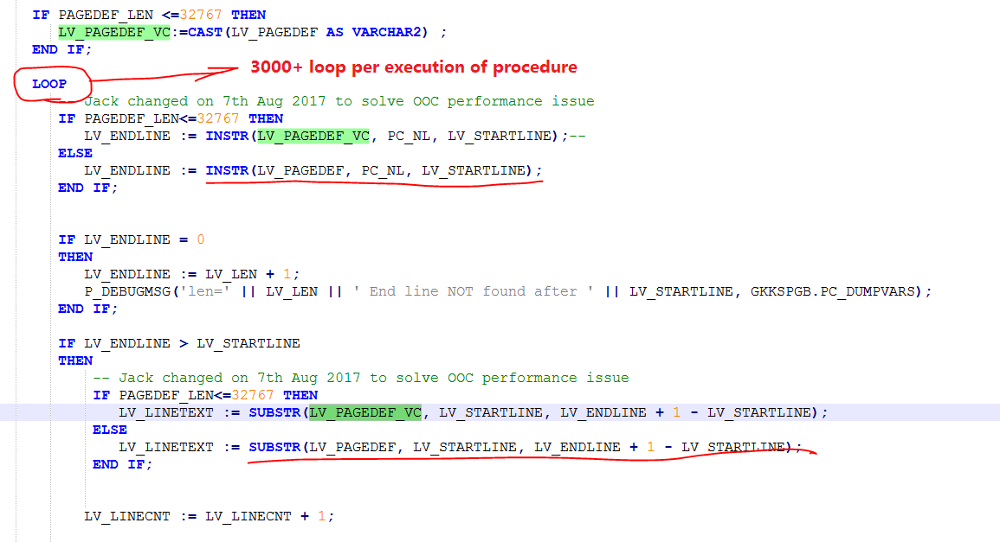 IF PAGEDEF_LEN <=32767 THEN
LV_PAGEDEF_VC:=CAST(LV_PAGEDEF AS VARCHAR2) ;
END IF;
3000+ loop per execution of procedure
LOOP
-- Jack changed on 7th Aug 2017 to solve OOC performance issue
IF PAGEDEF_LEN<=32767 THEN
LV_ENDLINE := INSTR(LV_PAGEDEF_VC, PC_NL, LV_STARTLINE);--
ELSE
LV_ENDLINE := INSTR(LV_PAGEDEF, PC_NL, LV_STARTLINE);
END IF;
IF LV_ENDLINE = 0
THEN
LV_ENDLINE := LV_LEN + 1;
P_DEBUGMSG('len=' || LV_LEN || ' End line NOT found after ' || LV_STARTLINE, GKKSPGB.PC_DUMPVARS);
END IF;
IF LV_ENDLINE > LV_STARTLINE
THEN
-- Jack changed on 7th Aug 2017 to solve OOC performance issue
IF PAGEDEF_LEN<=32767 THEN
LV_LINETEXT := SUBSTR(LV_PAGEDEF_VC, LV_STARTLINE, LV_ENDLINE + 1 - LV_STARTLINE);
ELSE
LV_LINETEXT := SUBSTR(LV_PAGEDEF, LV_STARTLINE, LV_ENDLINE + 1 - LV_STARTLINE);
END IF;
LV_LINECNT := LV_LINECNT + 1;